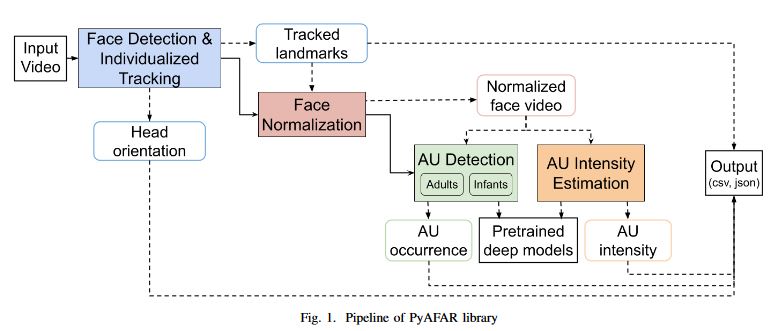 Input
Video
Face Detection &
Individualized
Tracking
Tracked
landmarks
Head
orientation
Face
Normalization
Normalized
face video
AU Detection
Adults
Infants
AU Intensity
Estimation
Output
(csv, json)
AU
occurrence
Pretrained
deep models
AU
intensity
Fig. 1. Pipeline of PyAFAR library